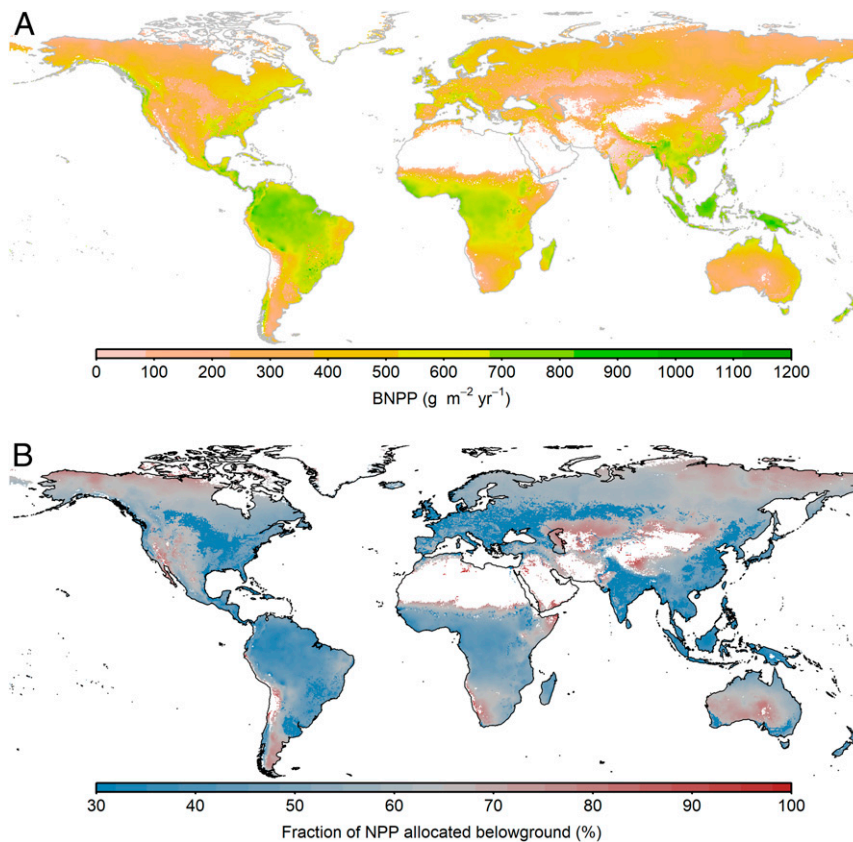 A
0 100 200 300 400 500 600 700 800 900 1000 1100 1200
BNPP (g m⁻² yr⁻¹)
B
30 40 50 60 70 80 90 100
Fraction of NPP allocated belowground (%)